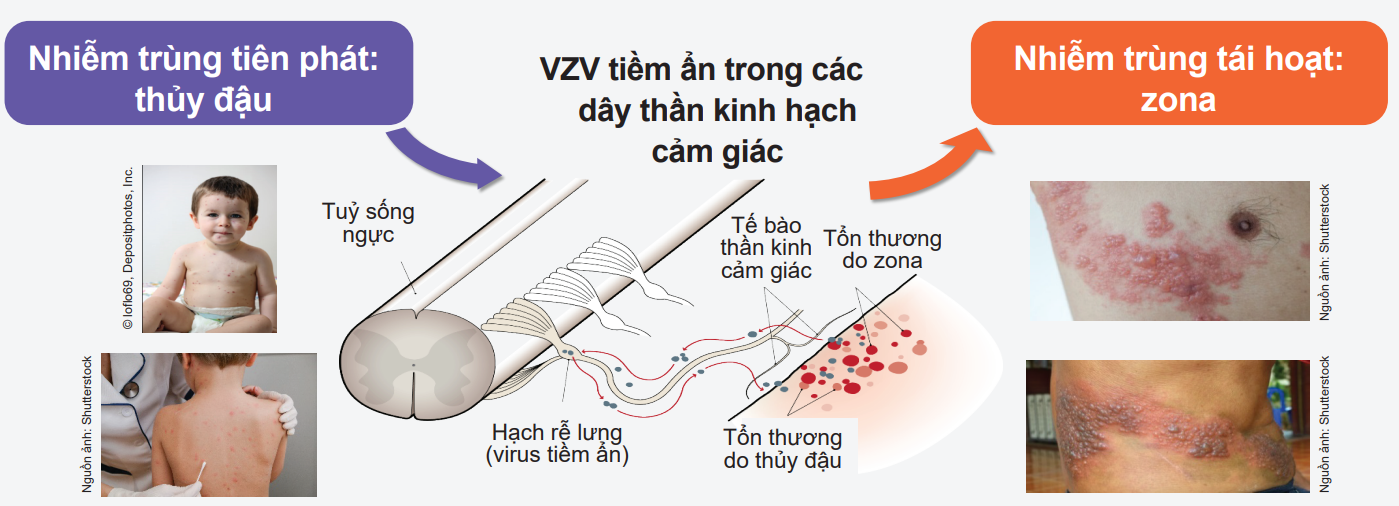 Nhiễm trùng tiên phát:
thủy đậu
VZV tiềm ẩn trong các
dây thần kinh hạch
cảm giác
Nhiễm trùng tái hoạt:
zona
© loflo69, Depositphotos, Inc.
Nguồn ảnh: Shutterstock
Tuỷ sống
ngực
Hạch rễ lưng
(virus tiềm ẩn)
Tế bào
thần kinh
cảm giác
Tổn thương
do zona
Tổn thương
do thủy đậu
Nguồn ảnh: Shutterstock
Nguồn ảnh: Shutterstock